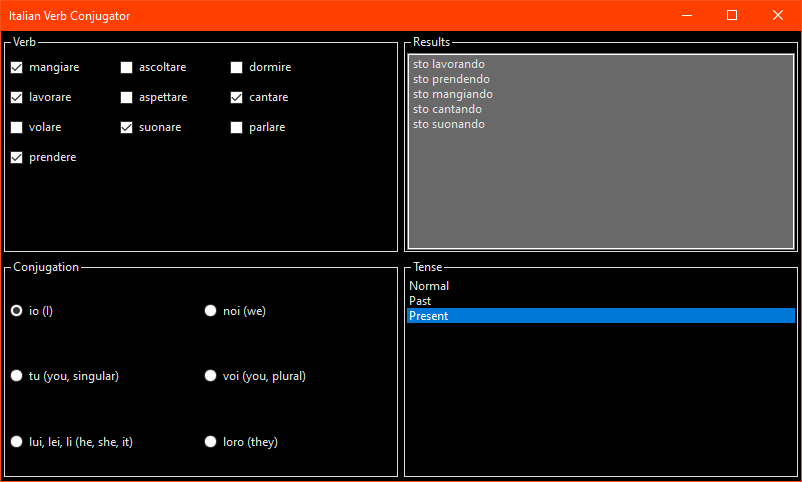 Italian Verb Conjugator
Verb
mangiare ascoltare dormire
lavorare aspettare cantare
volare suonare parlare
prendere
Results
sto lavorando
sto prendendo
sto mangiando
sto cantando
sto suonando
Conjugation
io (I) noi (we)
tu (you, singular) voi (you, plural)
lui, lei, li (he, she, it) loro (they)
Tense
Normal
Past
Present